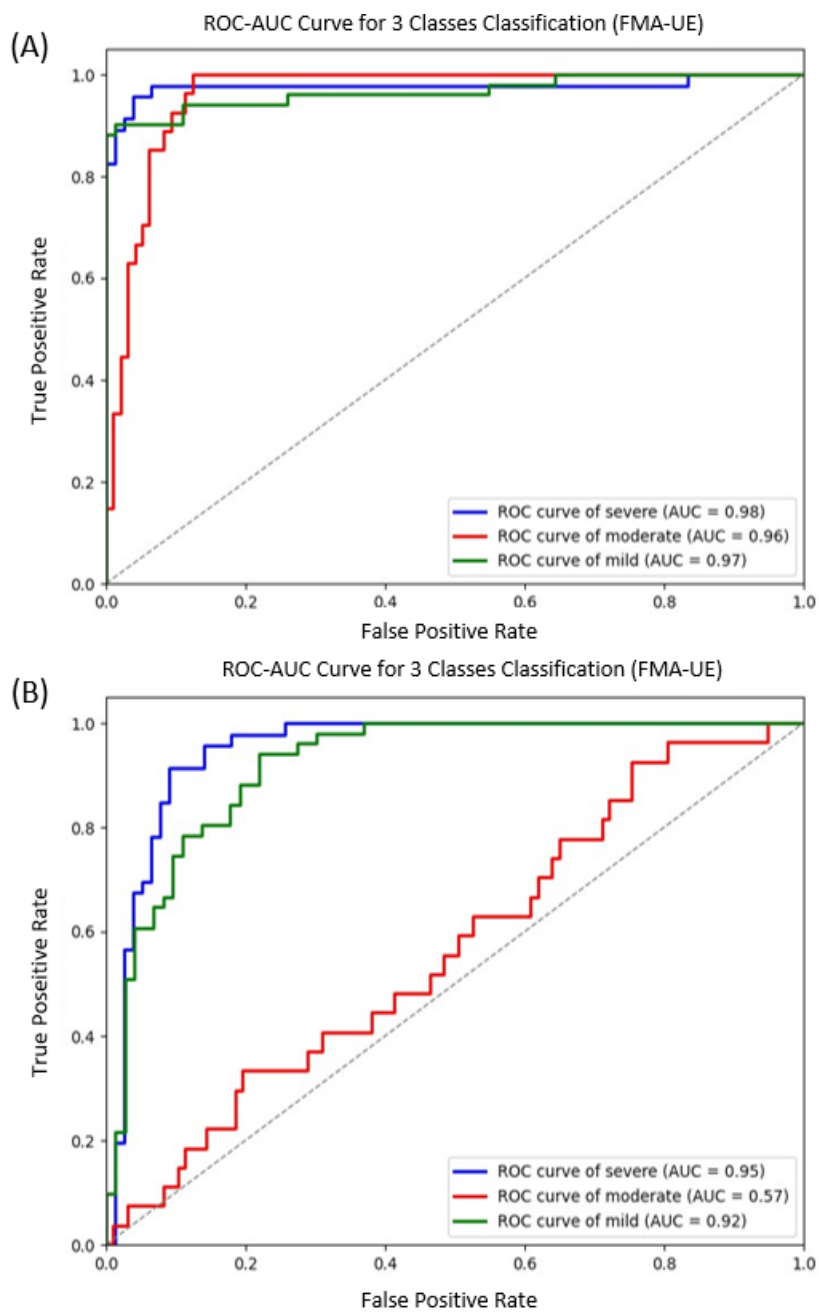 (A)
ROC-AUC Curve for 3 Classes Classification (FMA-UE)
1.0
0.8
0.6
0.4
0.2
0.0
True Poseitive Rate
ROC curve of severe (AUC = 0.98)
ROC curve of moderate (AUC = 0.96)
ROC curve of mild (AUC = 0.97)
0.0 0.2 0.4 0.6 0.8 1.0
False Positive Rate
(B)
ROC-AUC Curve for 3 Classes Classification (FMA-UE)
1.0
0.8
0.6
0.4
0.2
0.0
True Poseitive Rate
ROC curve of severe (AUC = 0.95)
ROC curve of moderate (AUC = 0.57)
ROC curve of mild (AUC = 0.92)
0.0 0.2 0.4 0.6 0.8 1.0
False Positive Rate